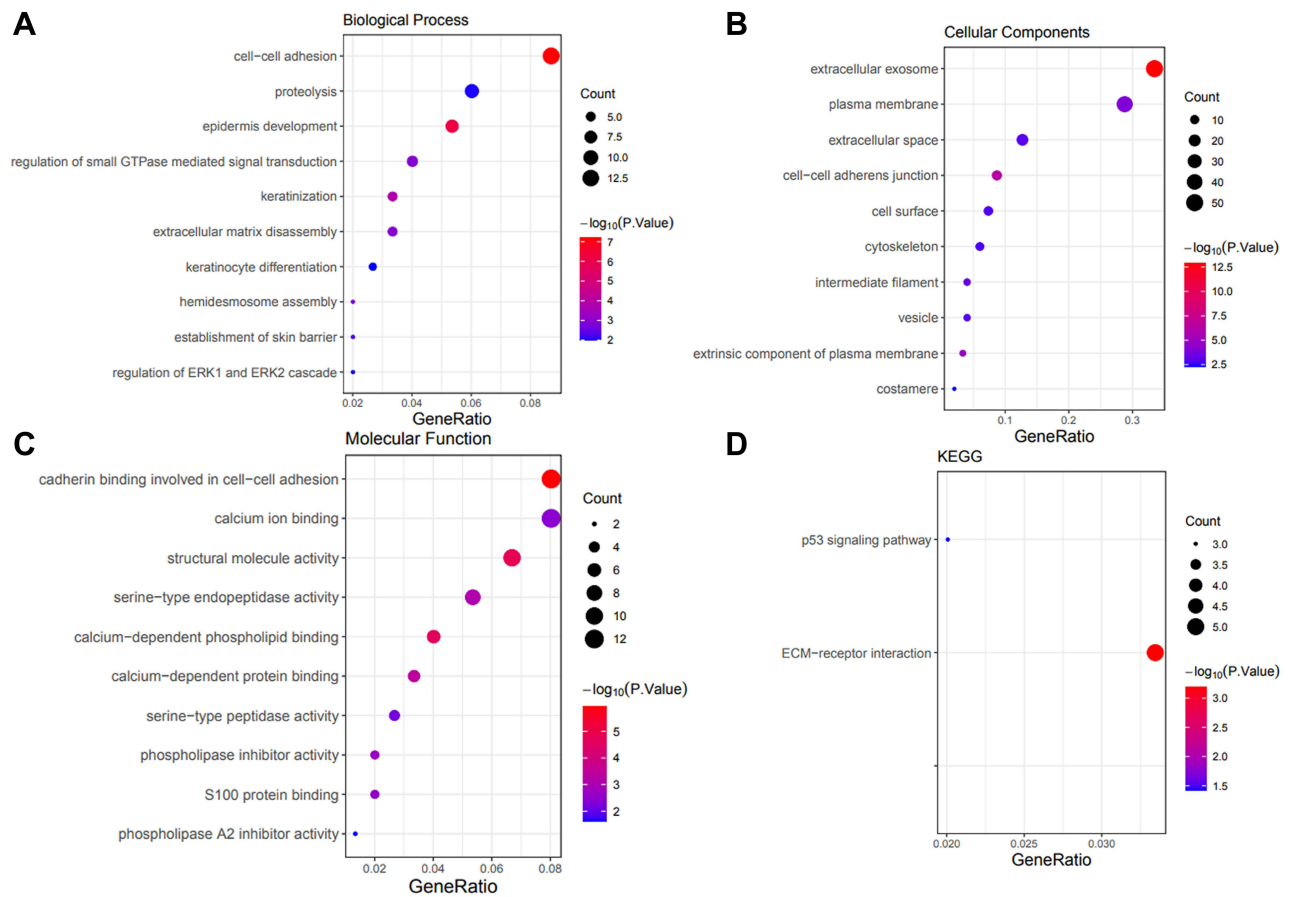 A
Biological Process
cell−cell adhesion
proteolysis
epidermis development
regulation of small GTPase mediated signal transduction
keratinization
extracellular matrix disassembly
keratinocyte differentiation
hemidesmosome assembly
establishment of skin barrier
regulation of ERK1 and ERK2 cascade
0.02 0.04 0.06 0.08
GeneRatio
Count
5.0
7.5
10.0
12.5
−log10(P.Value)
7
6
5
4
3
2
B
Cellular Components
extracellular exosome
plasma membrane
extracellular space
cell−cell adherens junction
cell surface
cytoskeleton
intermediate filament
vesicle
extrinsic component of plasma membrane
costamere
0.1 0.2 0.3
GeneRatio
Count
10
20
30
40
50
−log10(P.Value)
12.5
10.0
7.5
5.0
2.5
C
Molecular Function
cadherin binding involved in cell−cell adhesion
calcium ion binding
structural molecule activity
serine−type endopeptidase activity
calcium−dependent phospholipid binding
calcium−dependent protein binding
serine−type peptidase activity
phospholipase inhibitor activity
S100 protein binding
phospholipase A2 inhibitor activity
0.02 0.04 0.06 0.08
GeneRatio
Count
2
4
6
8
10
12
−log10(P.Value)
5
4
3
2
D
KEGG
p53 signaling pathway
ECM−receptor interaction
0.020 0.025 0.030
GeneRatio
Count
3.0
3.5
4.0
4.5
5.0
−log10(P.Value)
3.0
2.5
2.0
1.5